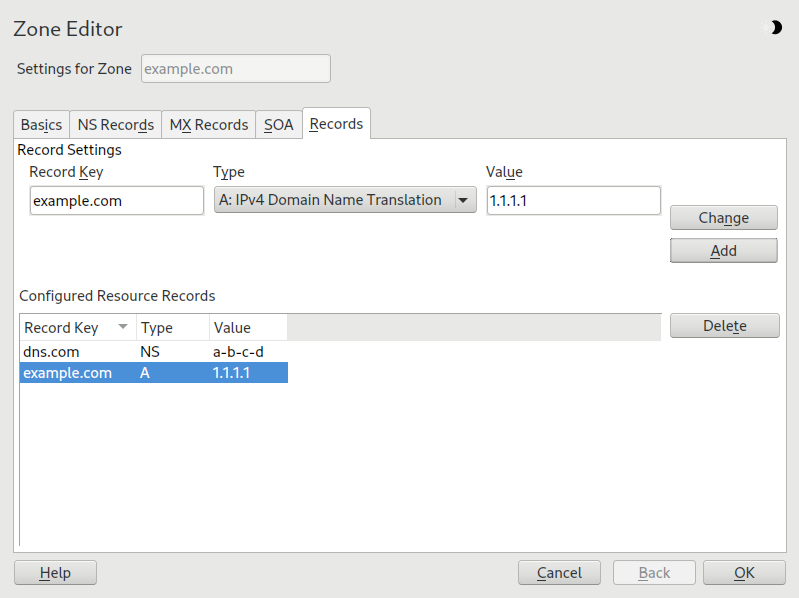 Zone Editor
Settings for Zone example.com
Basics NS Records MX Records SOA Records
Record Settings
Record Key Type Value
example.com A: IPv4 Domain Name Translation 1.1.1.1
Change
Add
Configured Resource Records
Delete
Record Key Type Value
dns.com NS a-b-c-d
example.com A 1.1.1.1
Help Cancel Back OK